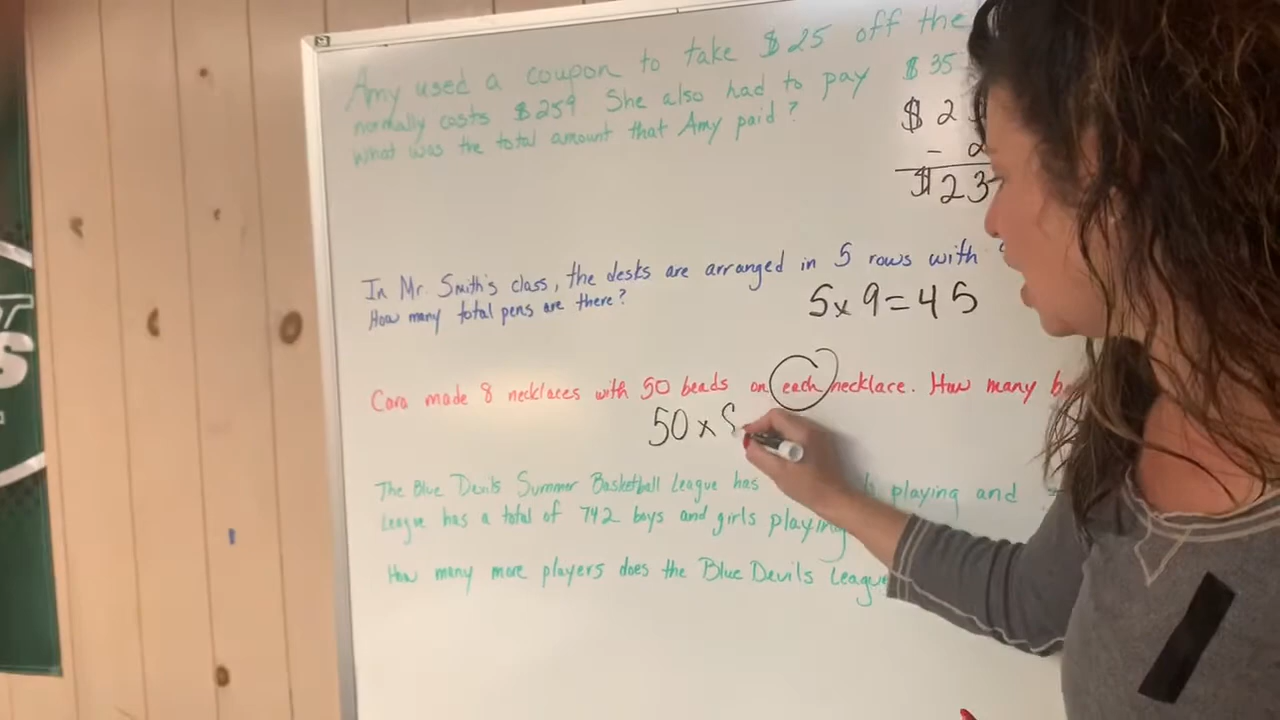 Amy used a coupon to take $25 off the
normally costs $259 She also had to pay $35
what was the total amount that Amy paid?
$2
-
$23
In Mr. Smith's class, the desks are arranged in 5 rows with
How many total pens are there?
5x9=45
Cara made 8 necklaces with 50 beads on each necklace. How many
50x
The Blue Devils Summer Basketball League has playing and
League has a total of 742 boys and girls playing
How many more players does the Blue Devils League